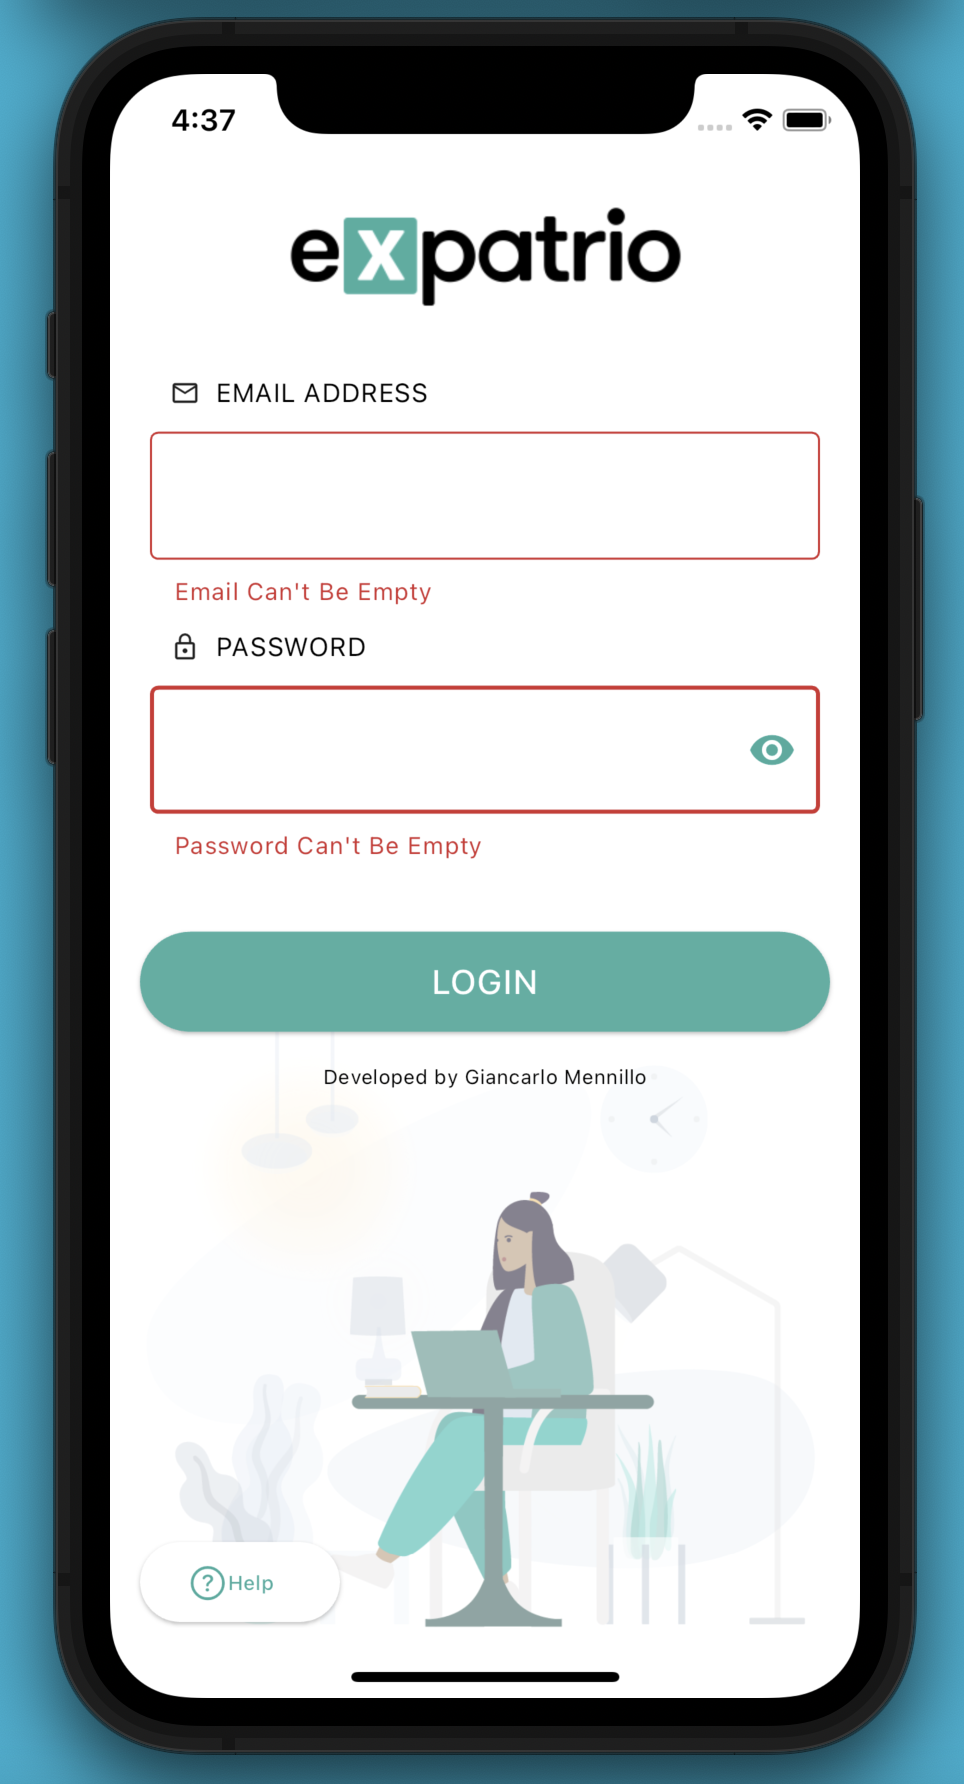 4:37
expatrio
EMAIL ADDRESS
Email Can't Be Empty
PASSWORD
Password Can't Be Empty
LOGIN
Developed by Giancarlo Mennillo
? Help